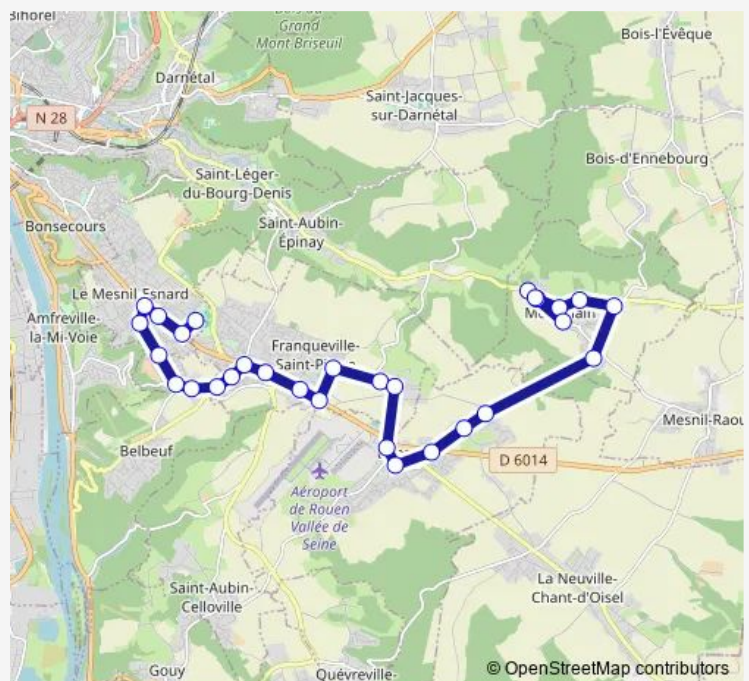 Bihorel
Grand
Mont Briseuil
Bois-l'Évêque
Darnétal
N 28
Saint-Jacques-
sur-Darnétal
Bois-d'Ennebourg
Saint-Léger-
du-Bourg-Denis
Bonsecours
Saint-Aubin-
Épinay
Le Mesnil-Esnard
Amfreville-
la-Mi-Voie
Franqueville-
Mesnil-Raou
Belbeuf
D 6014
Aéroport
de Rouen
Vallée de
Seine
Saint-Aubin-
Celloville
La Neuville-
Chant-d'Oisel
Gouy
Quévreville-
© OpenStreetMap contributors